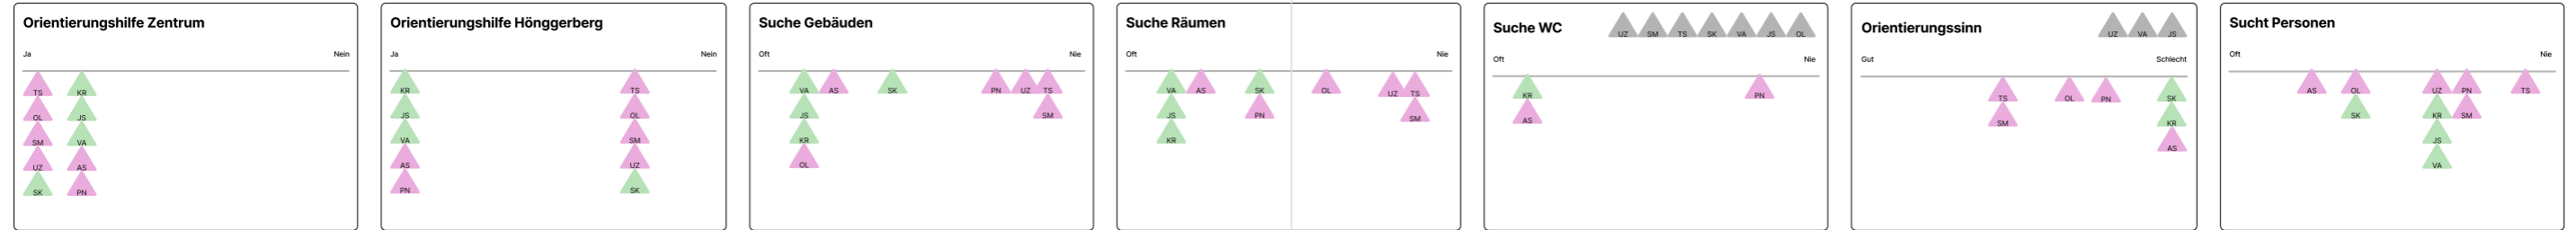 Orientierungshilfe Zentrum
Ja Nein
TS KR
OL JS
SM VA
UZ AS
SK PN
Orientierungshilfe Hönggerberg
Ja Nein
KR TS
JS OL
VA SM
AS UZ
PN SK
Suche Gebäuden
Oft Nie
VA AS SK PN UZ TS
JS SM
KR
OL
Suche Räumen
Oft Nie
VA AS SK OL UZ TS
JS PN SM
KR
Suche WC UZ SM TS SK VA JS OL
Oft Nie
KR PN
AS
Orientierungssinn UZ VA JS
Gut Schlecht
TS OL PN SK
SM KR
AS
Sucht Personen
Oft Nie
AS OL UZ PN TS
SK KR SM
JS
VA